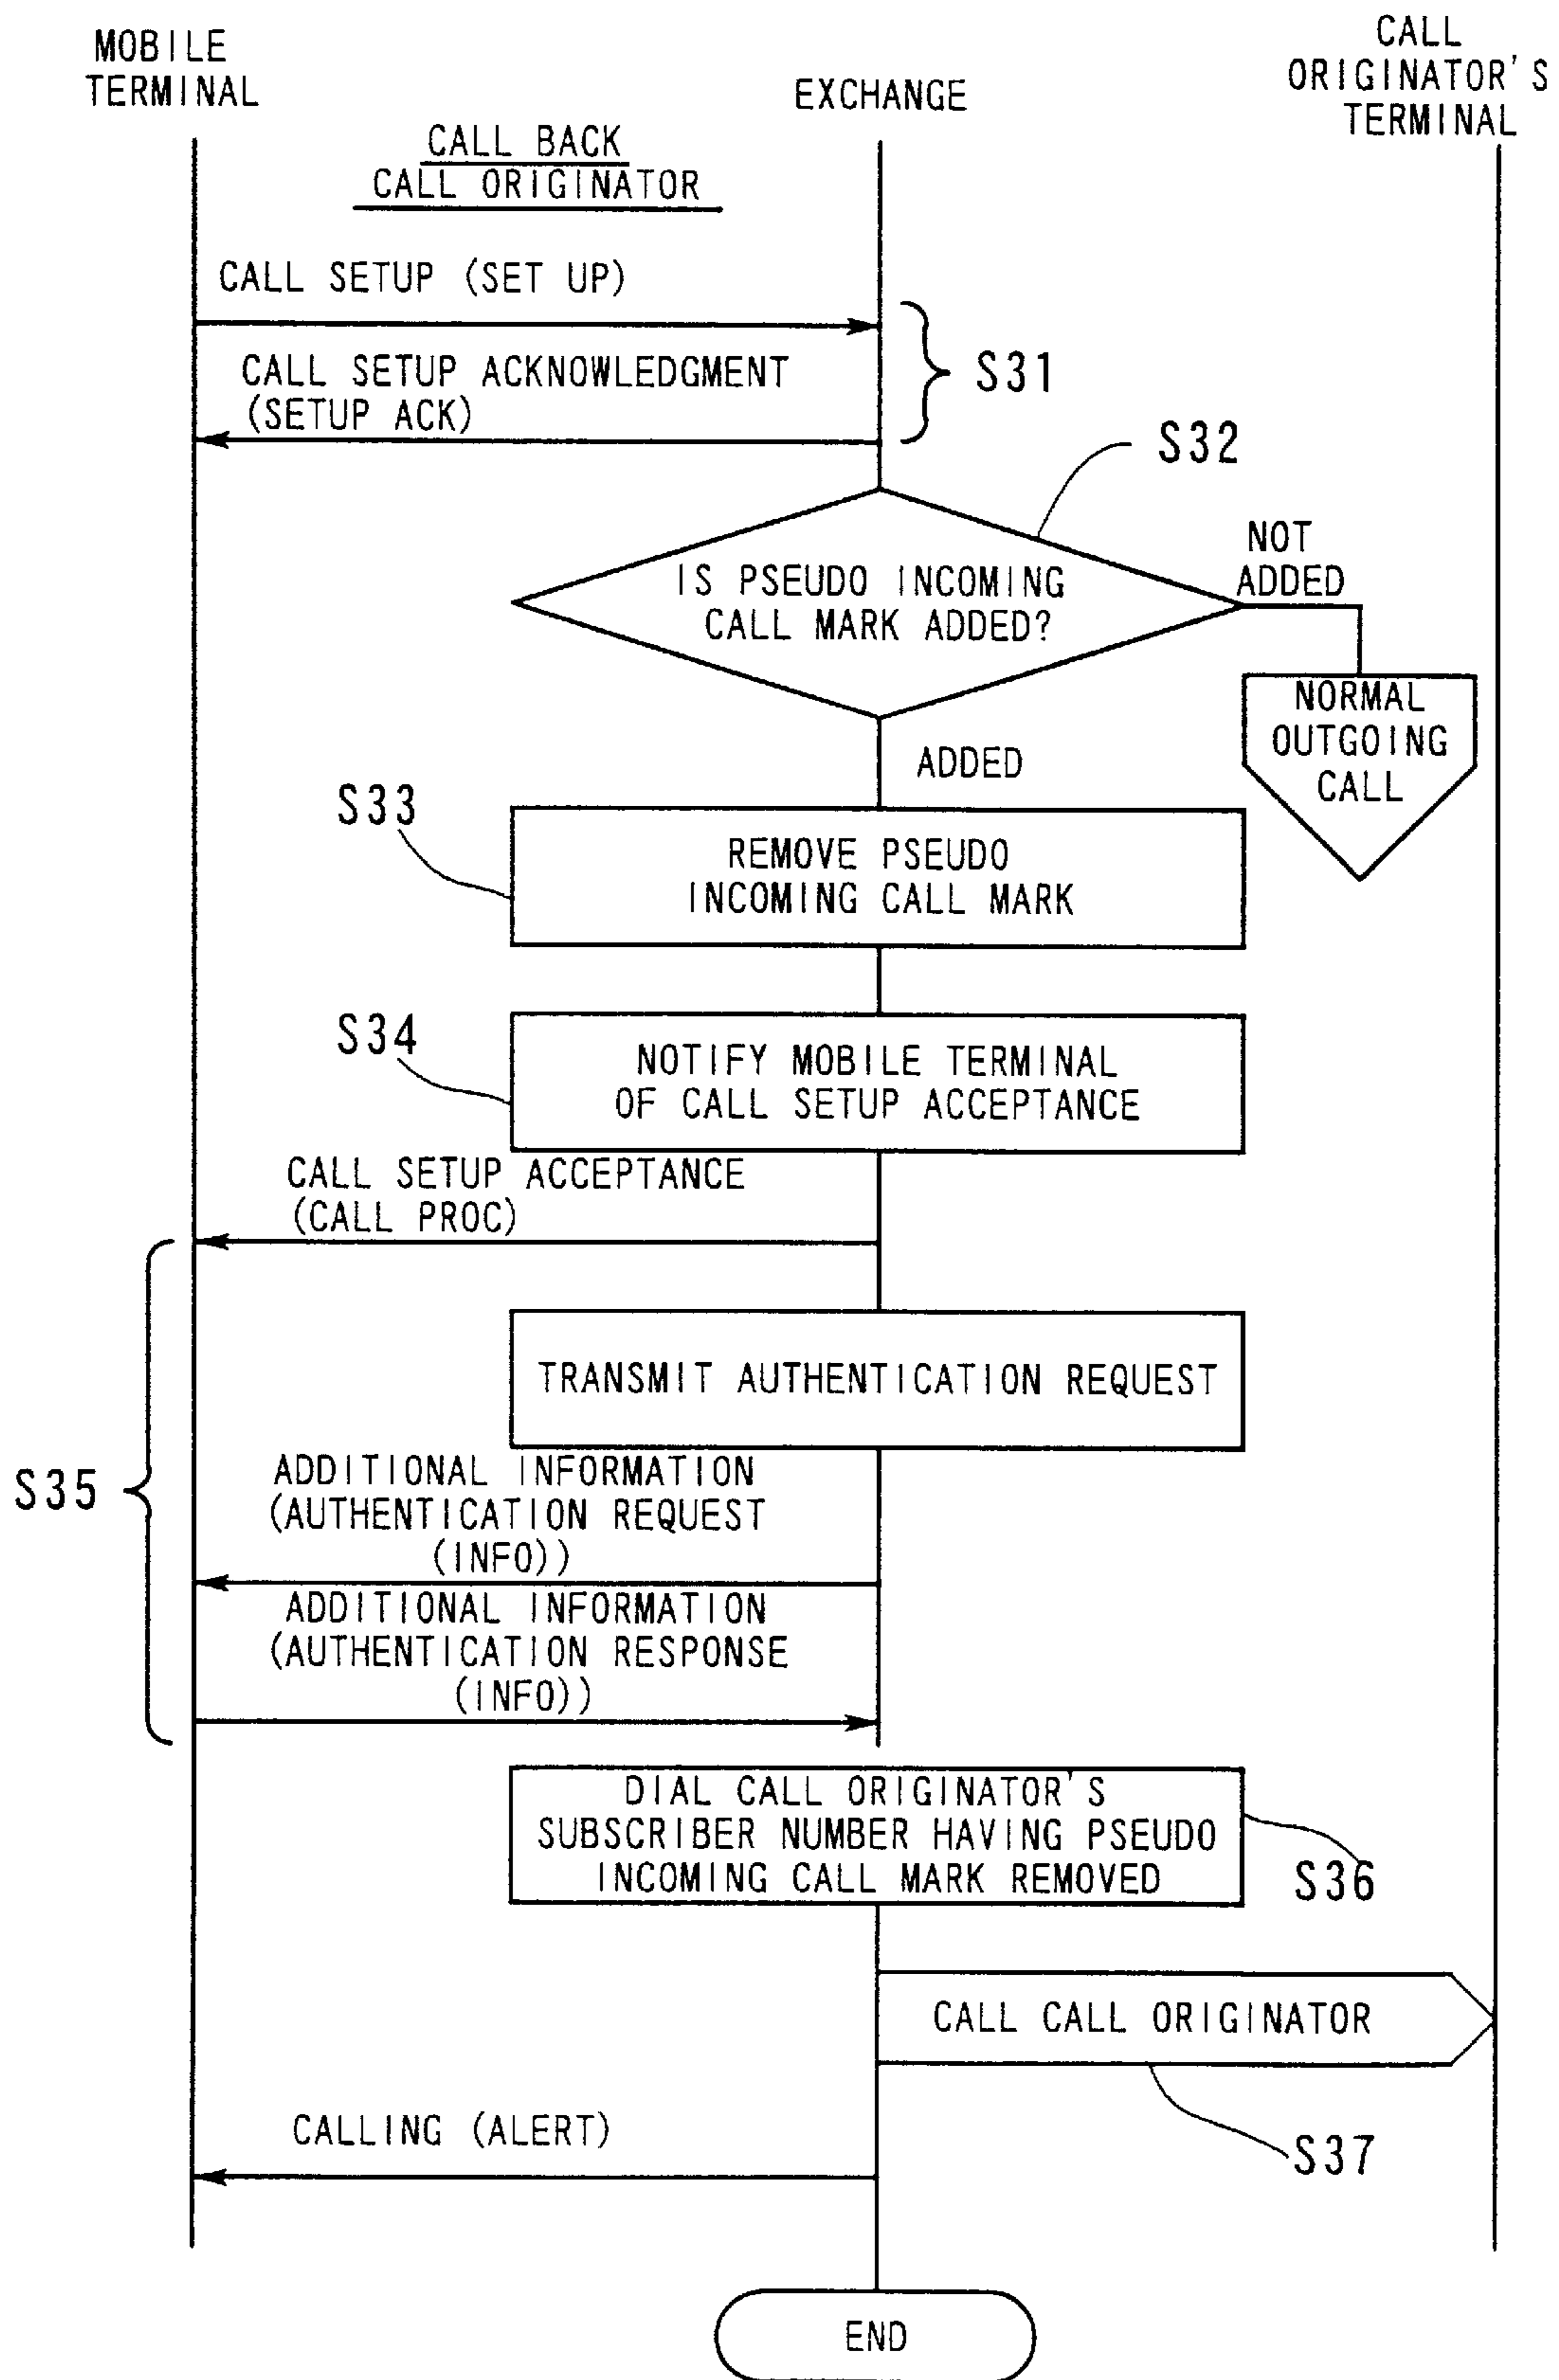 MOBILE
TERMINAL
EXCHANGE
CALL
ORIGINATOR'S
TERMINAL
CALL BACK
CALL ORIGINATOR
CALL SETUP (SET UP)
CALL SETUP ACKNOWLEDGMENT
(SETUP ACK)
S31
S32
IS PSEUDO INCOMING
CALL MARK ADDED?
NOT
ADDED
NORMAL
OUTGOING
CALL
ADDED
S33
REMOVE PSEUDO
INCOMING CALL MARK
S34
NOTIFY MOBILE TERMINAL
OF CALL SETUP ACCEPTANCE
CALL SETUP ACCEPTANCE
(CALL PROC)
TRANSMIT AUTHENTICATION REQUEST
S35
ADDITIONAL INFORMATION
(AUTHENTICATION REQUEST
(INFO))
ADDITIONAL INFORMATION
(AUTHENTICATION RESPONSE
(INFO))
DIAL CALL ORIGINATOR'S
SUBSCRIBER NUMBER HAVING PSEUDO
INCOMING CALL MARK REMOVED
S36
CALL CALL ORIGINATOR
S37
CALLING (ALERT)
END